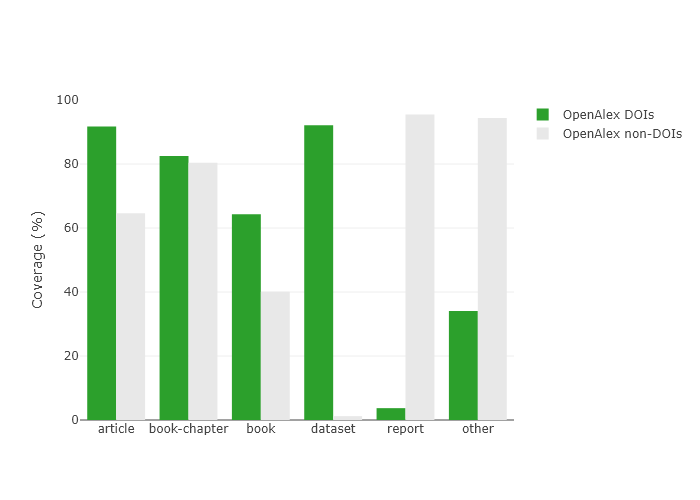 100
80
60
40
20
0
Coverage (%)
article
book-chapter
book
dataset
report
other
OpenAlex DOIs
OpenAlex non-DOIs